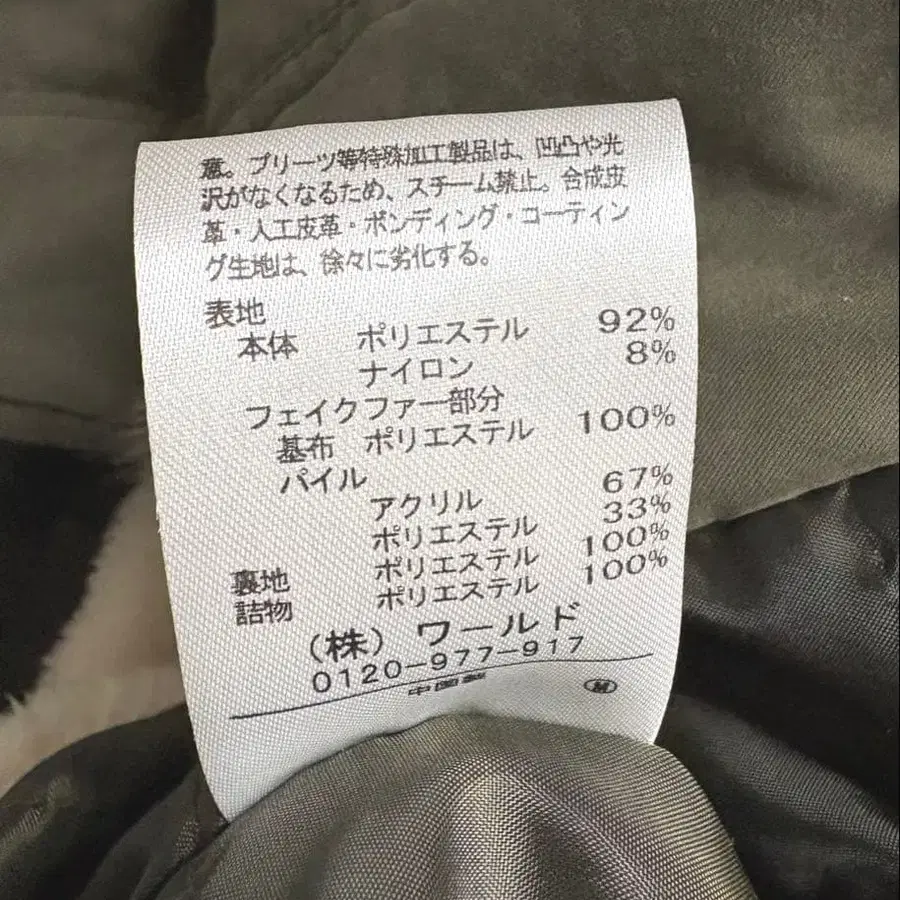 意。プリーツ等特殊加工製品は、凹凸や光
沢がなくなるため、スチーム禁止。合成皮
革・人工皮革・ボンディング・コーティン
グ生地は、徐々に劣化する。
表地
本体 ポリエステル 92%
ナイロン 8%
フェイクファー部分
基布 ポリエステル 100%
パイル
アクリル 67%
ポリエステル 33%
裏地 ポリエステル 100%
詰物 ポリエステル 100%
(株) ワールド
0120-977-917
中国製 M